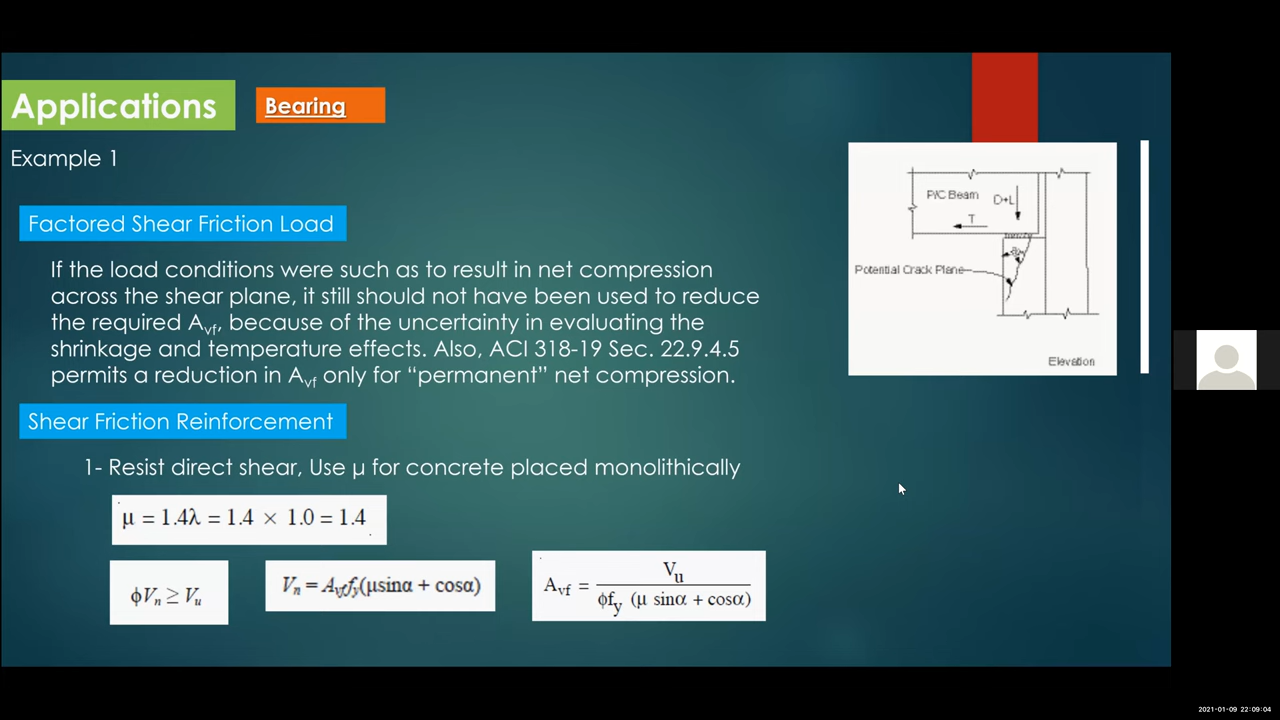 Applications
Bearing
Example 1
Factored Shear Friction Load
If the load conditions were such as to result in net compression
across the shear plane, it still should not have been used to reduce
the required Avf, because of the uncertainty in evaluating the
shrinkage and temperature effects. Also, ACI 318-19 Sec. 22.9.4.5
permits a reduction in Avf only for “permanent” net compression.
P/C Beam
D+L
T
Potential Crack Plane
Elevation
Shear Friction Reinforcement
1- Resist direct shear, Use µ for concrete placed monolithically
µ = 1.4λ = 1.4 × 1.0 = 1.4
ϕVn ≥ Vu
Vn = Avf fy(µsinα + cosα)
Avf = Vu / ϕfy (µ sinα + cosα)
2021-01-09 22:09:04